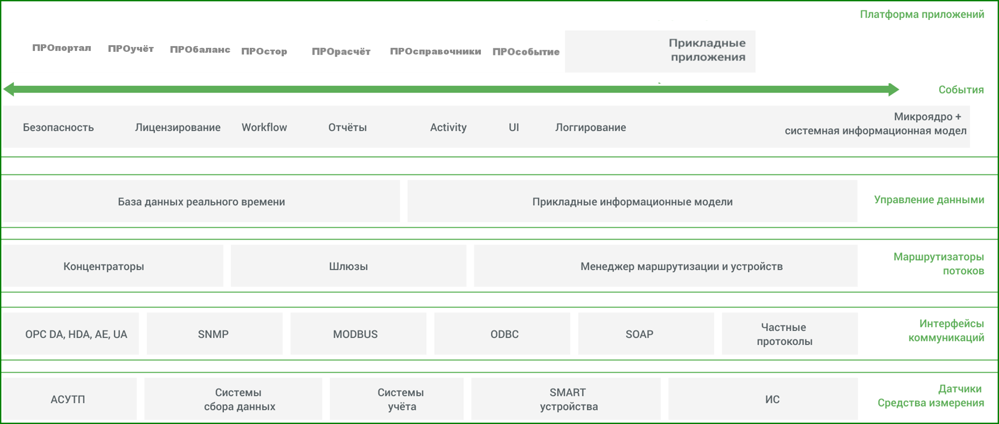 Платформа приложений
ПРОпортал ПРОучёт ПРОбаланс ПРОстор ПРОрасчёт ПРОсправочники ПРОсобытие
Прикладные
приложения
События
Безопасность Лицензирование Workflow Отчёты Activity UI Логгирование
Микроядро +
системная информационная модел
База данных реального времени
Прикладные информационные модели
Управление данными
Концентраторы
Шлюзы
Менеджер маршрутизации и устройств
Маршрутизаторы
потоков
OPC DA, HDA, AE, UA
SNMP
MODBUS
ODBC
SOAP
Частные
протоколы
Интерфейсы
коммуникаций
АСУТП
Системы
сбора данных
Системы
учёта
SMART
устройства
ИС
Датчики
Средства измерения